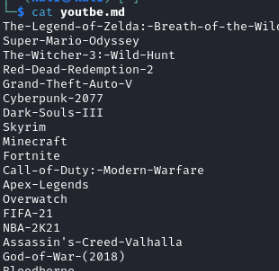 └─$ cat youtbe.md
The-Legend-of-Zelda:-Breath-of-the-Wild
Super-Mario-Odyssey
The-Witcher-3:-Wild-Hunt
Red-Dead-Redemption-2
Grand-Theft-Auto-V
Cyberpunk-2077
Dark-Souls-III
Skyrim
Minecraft
Fortnite
Call-of-Duty:-Modern-Warfare
Apex-Legends
Overwatch
FIFA-21
NBA-2K21
Assassin's-Creed-Valhalla
God-of-War-(2018)
Bloodborne